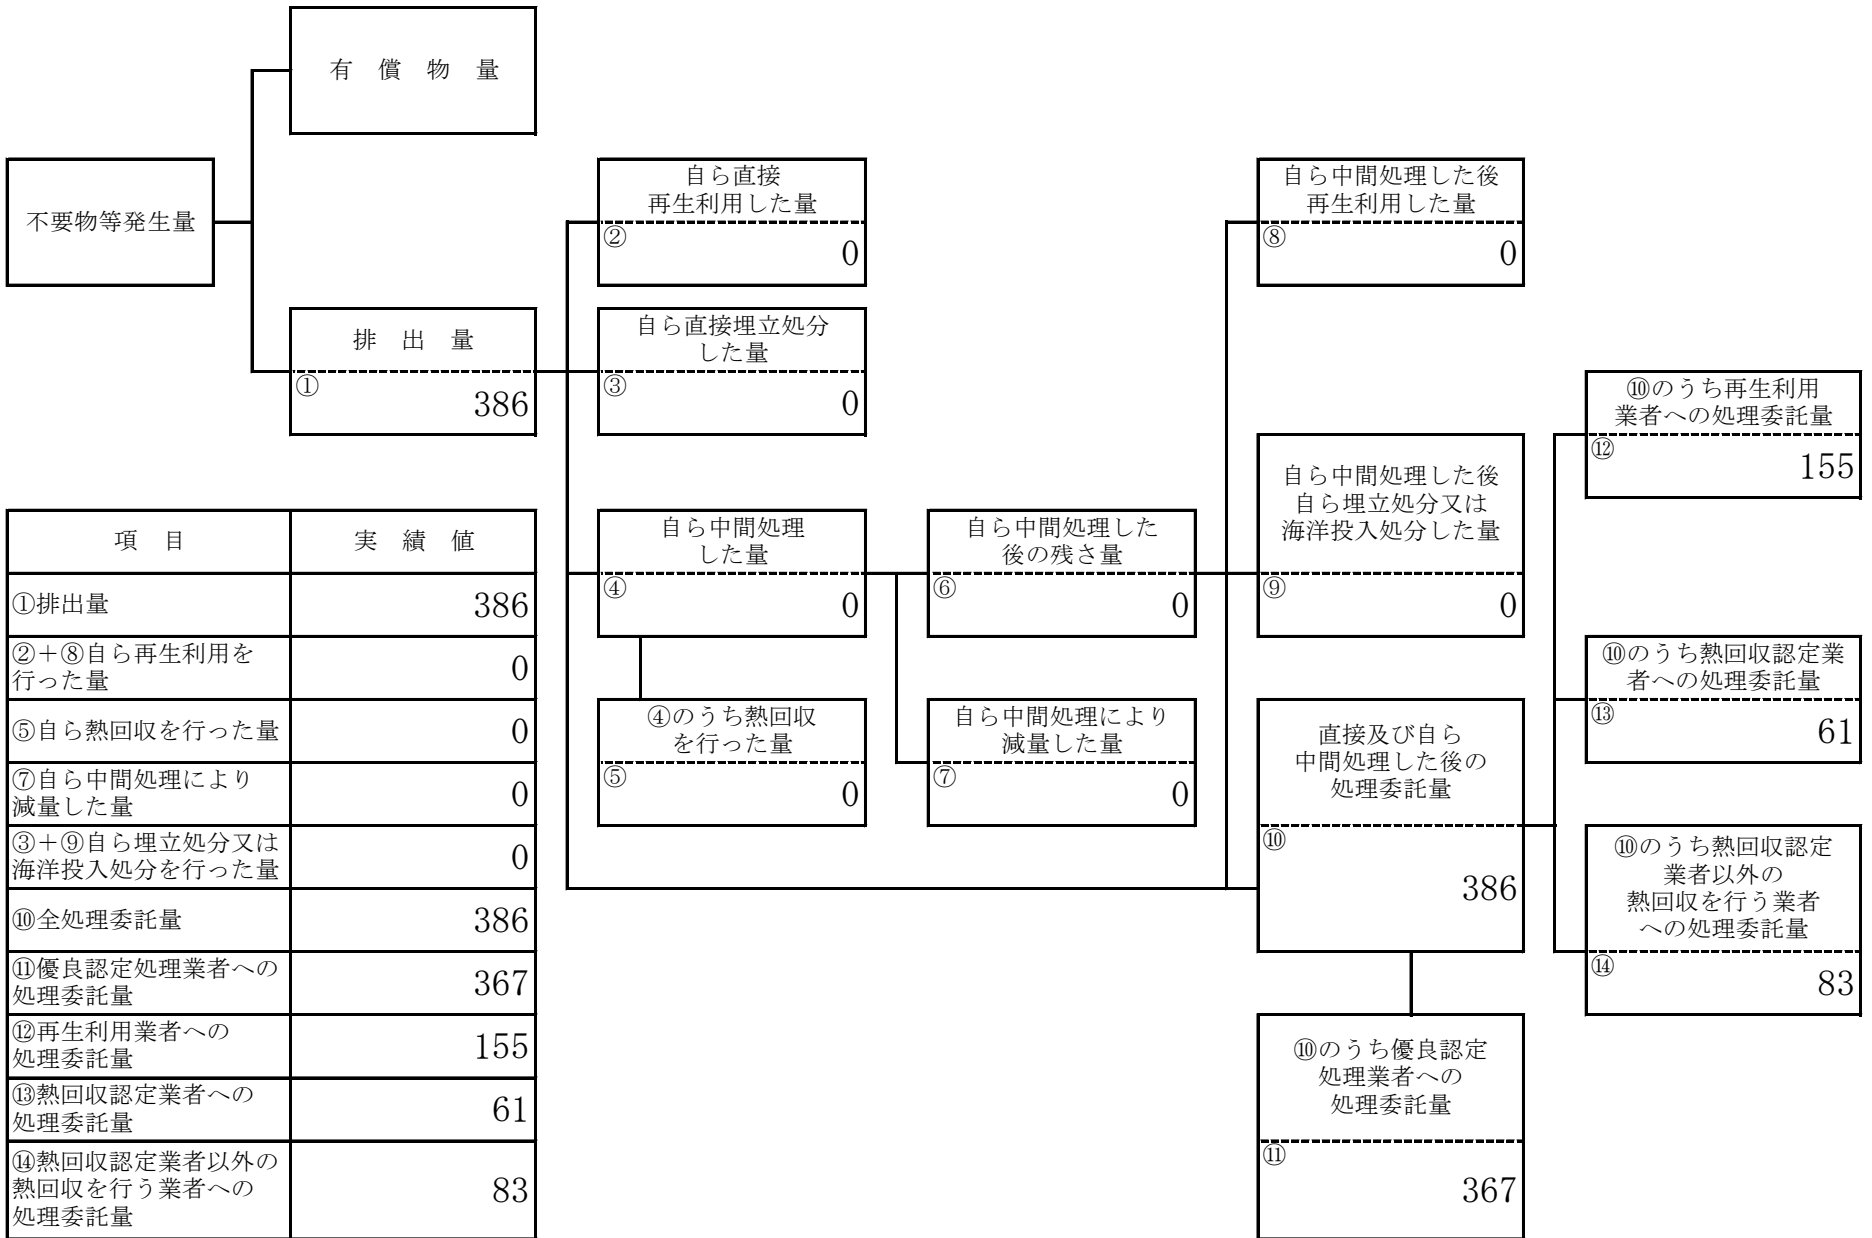 有　償　物　量
不要物等発生量
排　出　量
①
386
自ら直接
再生利用した量
②
0
自ら直接埋立処分
した量
③
0
自ら中間処理
した量
④
0
④のうち熱回収
を行った量
⑤
0
自ら中間処理した
後の残さ量
⑥
0
自ら中間処理により
減量した量
⑦
0
自ら中間処理した後
再生利用した量
⑧
0
自ら中間処理した後
自ら埋立処分又は
海洋投入処分した量
⑨
0
直接及び自ら
中間処理した後の
処理委託量
⑩
386
⑩のうち優良認定
処理業者への
処理委託量
⑪
367
⑩のうち再生利用
業者への処理委託量
⑫
155
⑩のうち熱回収認定業
者への処理委託量
⑬
61
⑩のうち熱回収認定
業者以外の
熱回収を行う業者
への処理委託量
⑭
83
項　目　実　績　値
①排出量　386
②＋⑧自ら再生利用を
行った量　0
⑤自ら熱回収を行った量　0
⑦自ら中間処理により
減量した量　0
③＋⑨自ら埋立処分又は
海洋投入処分を行った量　0
⑩全処理委託量　386
⑪優良認定処理業者への
処理委託量　367
⑫再生利用業者への
処理委託量　155
⑬熱回収認定業者への
処理委託量　61
⑭熱回収認定業者以外の
熱回収を行う業者への
処理委託量　83